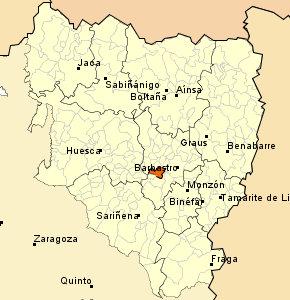 Jaca
Sabiñánigo
Boltaña
Aínsa
Graus
Benabarre
Huesca
Barbastro
Monzón
Binéfar
Tamarite de Li
Sariñena
Zaragoza
Fraga
Quinto